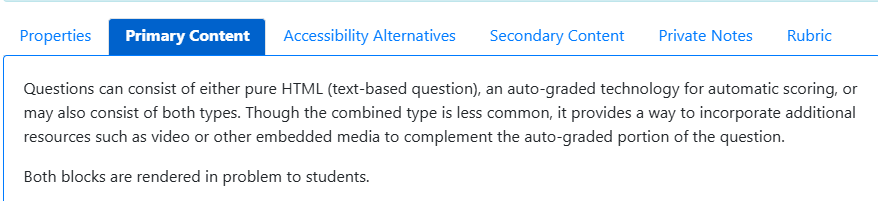 Properties Primary Content Accessibility Alternatives Secondary Content Private Notes Rubric
Questions can consist of either pure HTML (text-based question), an auto-graded technology for automatic scoring, or
may also consist of both types. Though the combined type is less common, it provides a way to incorporate additional
resources such as video or other embedded media to complement the auto-graded portion of the question.
Both blocks are rendered in problem to students.